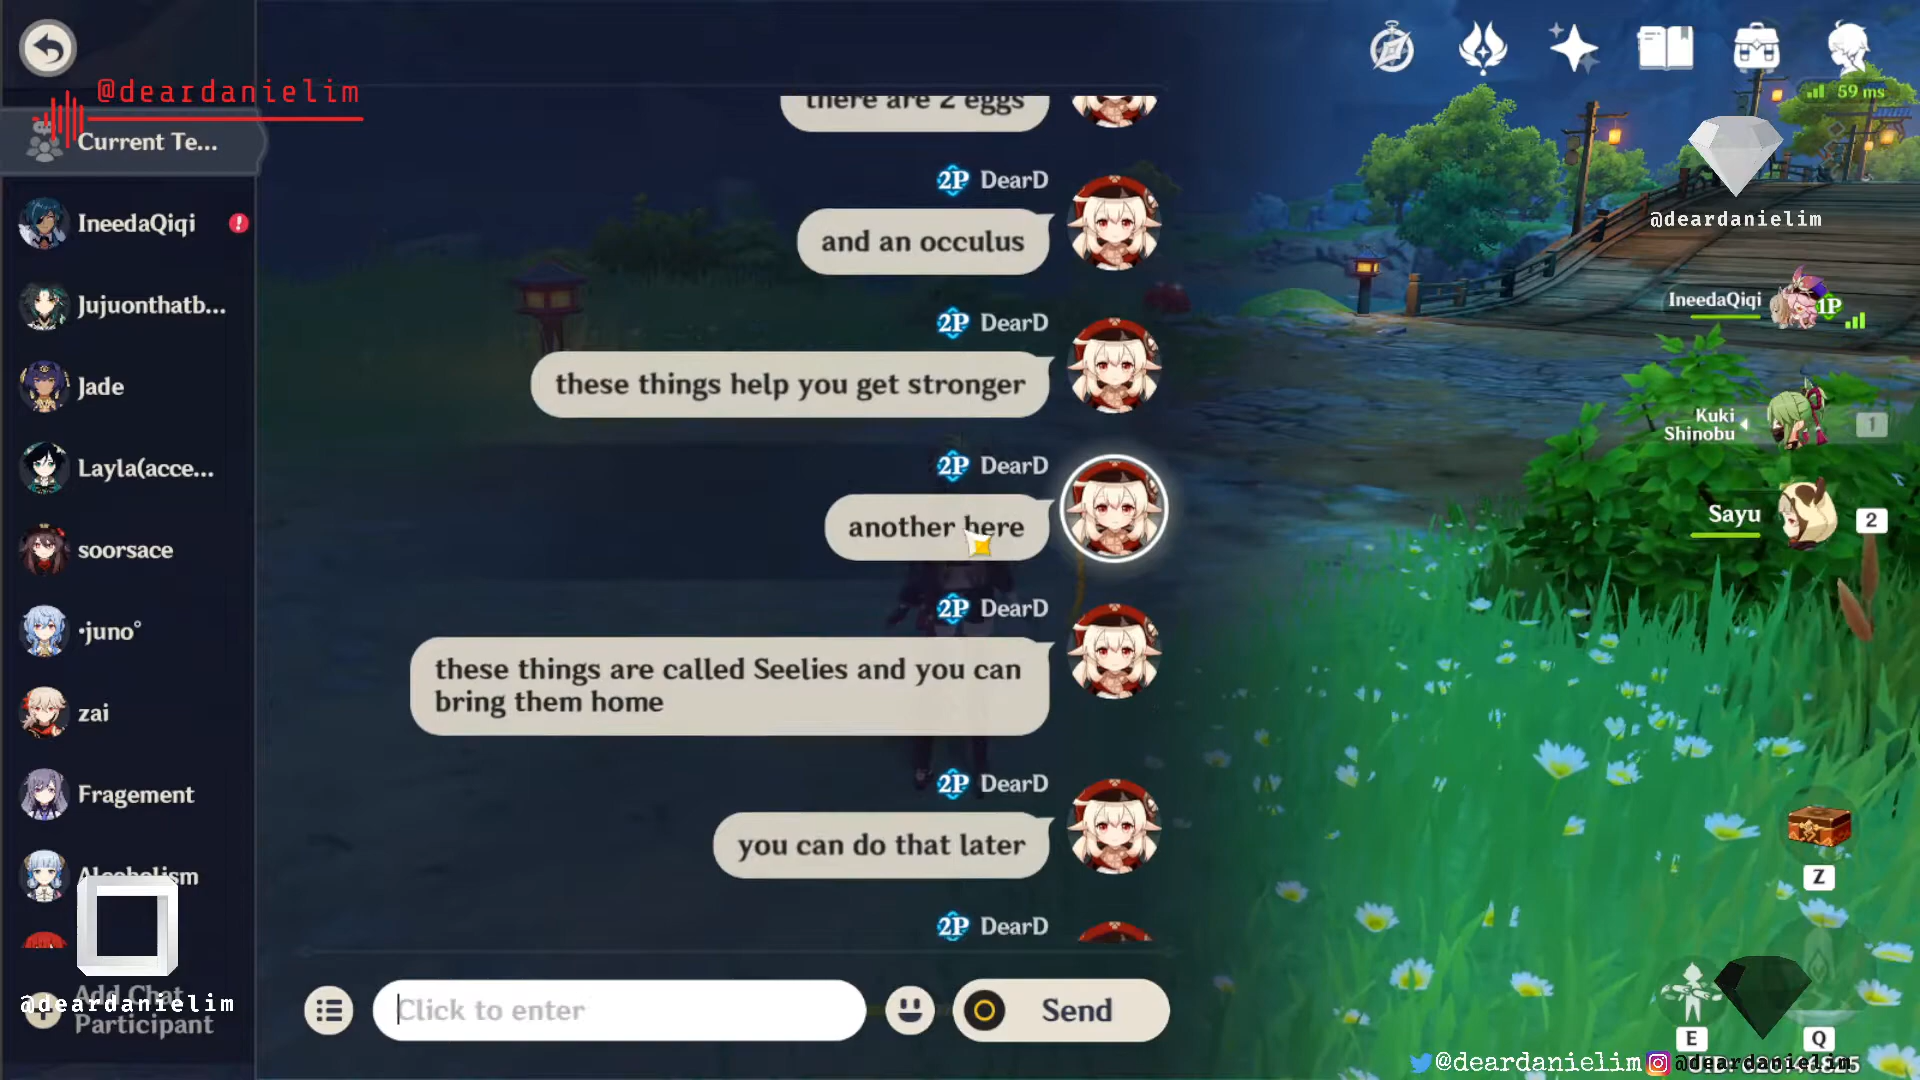 @deardanielim
Current Te...
IneedaQiqi
Jujuonthatb...
Jade
Layla(acce...
soorsace
•juno°
zai
Fragement
Alcoholism
Add Chat
Participant
@deardanielim
there are 2 eggs
2P DearD
and an occulus
2P DearD
these things help you get stronger
2P DearD
another here
2P DearD
these things are called Seelies and you can
bring them home
2P DearD
you can do that later
2P DearD
Click to enter
Send
59 ms
@deardanielim
IneedaQiqi 1P
Kuki
Shinobu
1
Sayu
2
Z
E
Q
@deardanielim